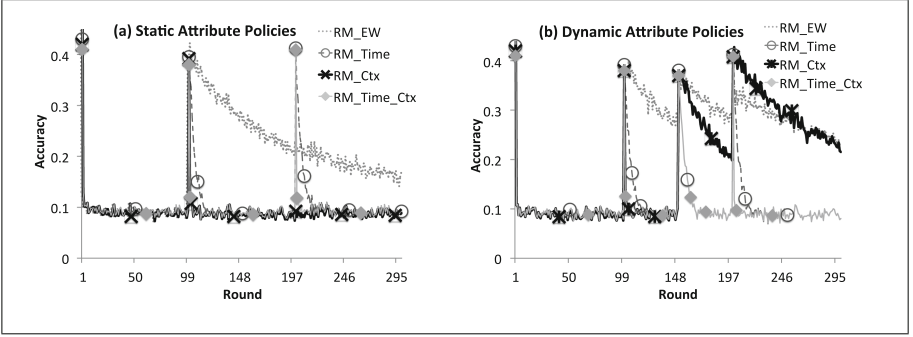 (a) Static Attribute Policies
RM_EW
RM_Time
RM_Ctx
RM_Time_Ctx
Accuracy
0.4
0.3
0.2
0.1
0
1 50 99 148 197 246 295
Round
(b) Dynamic Attribute Policies
RM_EW
RM_Time
RM_Ctx
RM_Time_Ctx
Accuracy
0.4
0.3
0.2
0.1
0
1 50 99 148 197 246 295
Round